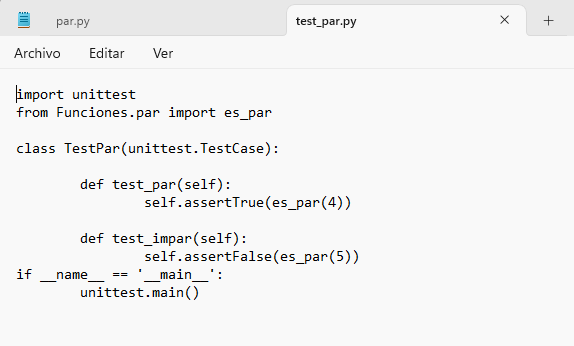 par.py
test_par.py
Archivo Editar Ver
import unittest
from Funciones.par import es_par
class TestPar(unittest.TestCase):
def test_par(self):
self.assertTrue(es_par(4))
def test_impar(self):
self.assertFalse(es_par(5))
if __name__ == '__main__':
unittest.main()